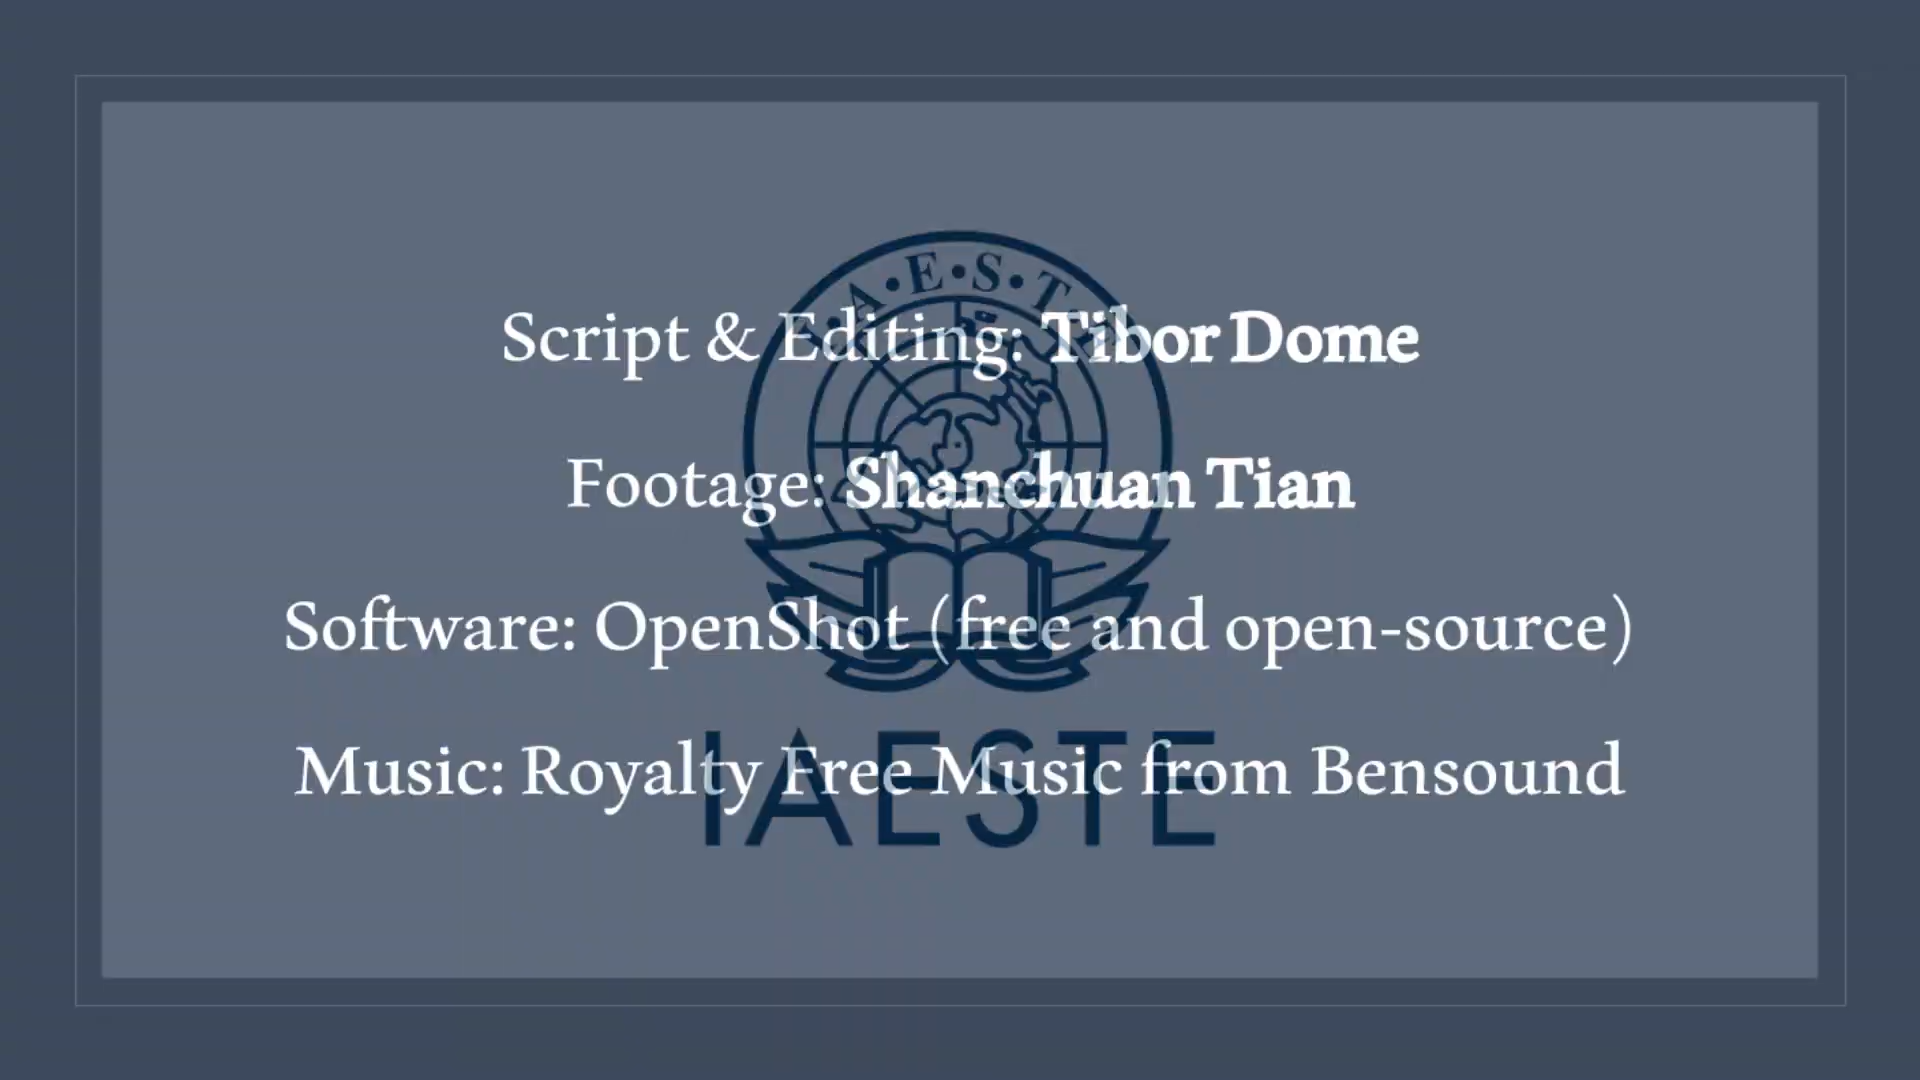 I·A·E·S·T·E
Script & Editing: Tibor Dome
Footage: Shanchuan Tian
Software: OpenShot (free and open-source)
Music: Royalty Free Music from Bensound
IAESTE